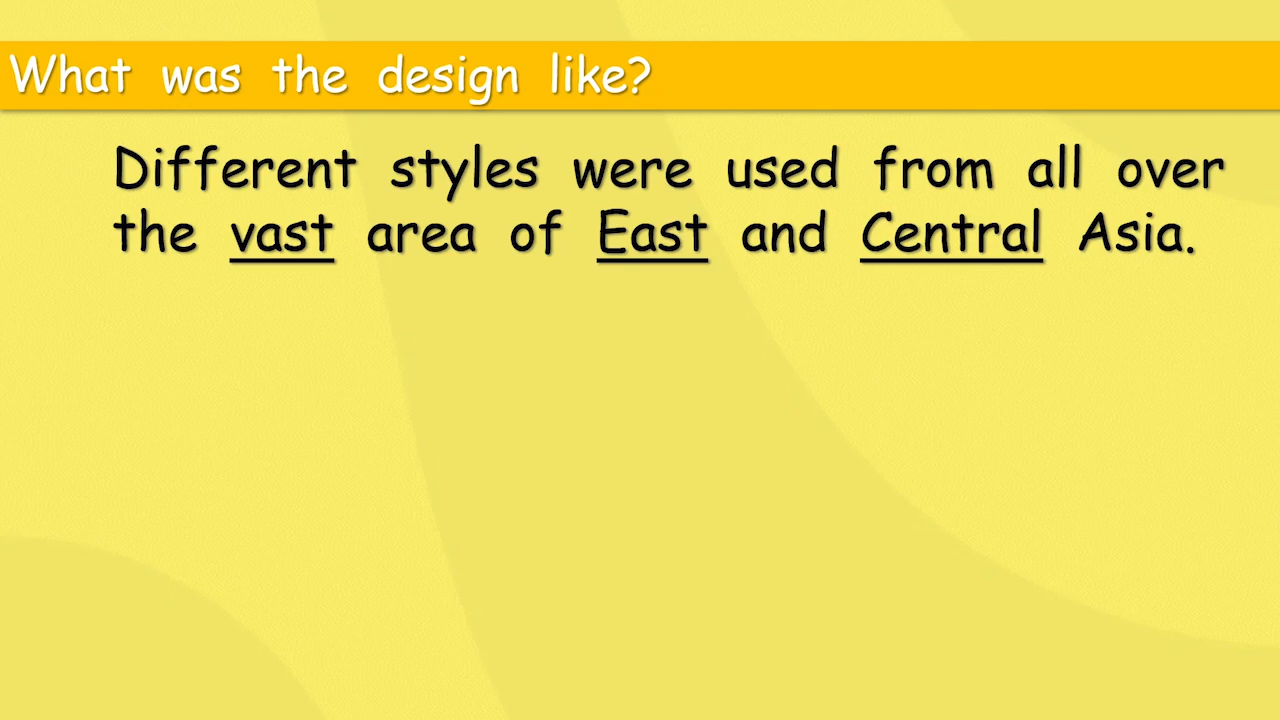 What was the design like?
Different styles were used from all over
the vast area of East and Central Asia.